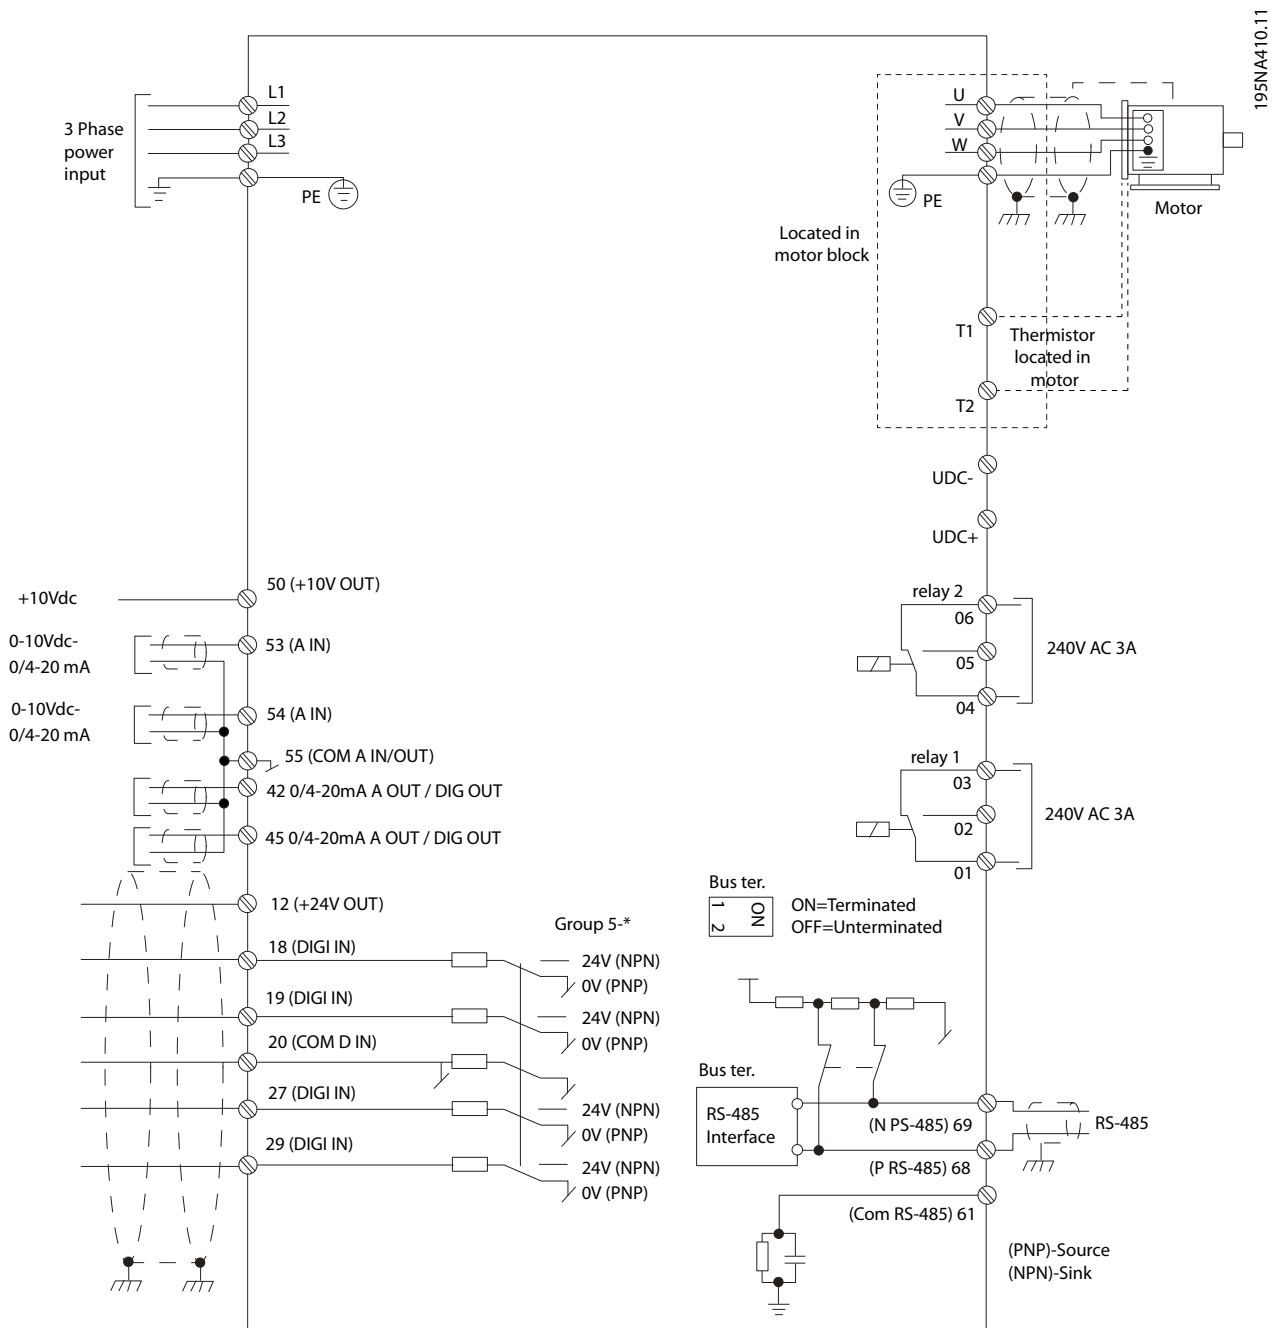 195NA410.11
L1
L2
L3
3 Phase
power
input
PE
U
V
W
PE
Motor
Located in
motor block
T1
Thermistor
located in
motor
T2
UDC-
UDC+
50 (+10V OUT)
+10Vdc
0-10Vdc-
0/4-20 mA
53 (A IN)
0-10Vdc-
0/4-20 mA
54 (A IN)
55 (COM A IN/OUT)
42 0/4-20mA A OUT / DIG OUT
45 0/4-20mA A OUT / DIG OUT
relay 2
06
05
04
240V AC 3A
relay 1
03
02
01
240V AC 3A
12 (+24V OUT)
Group 5-*
18 (DIGI IN)
24V (NPN)
0V (PNP)
19 (DIGI IN)
24V (NPN)
0V (PNP)
20 (COM D IN)
27 (DIGI IN)
24V (NPN)
0V (PNP)
29 (DIGI IN)
24V (NPN)
0V (PNP)
Bus ter.
1 2 ON
ON=Terminated
OFF=Unterminated
Bus ter.
RS-485
Interface
(N PS-485) 69
RS-485
(P RS-485) 68
(Com RS-485) 61
(PNP)-Source
(NPN)-Sink